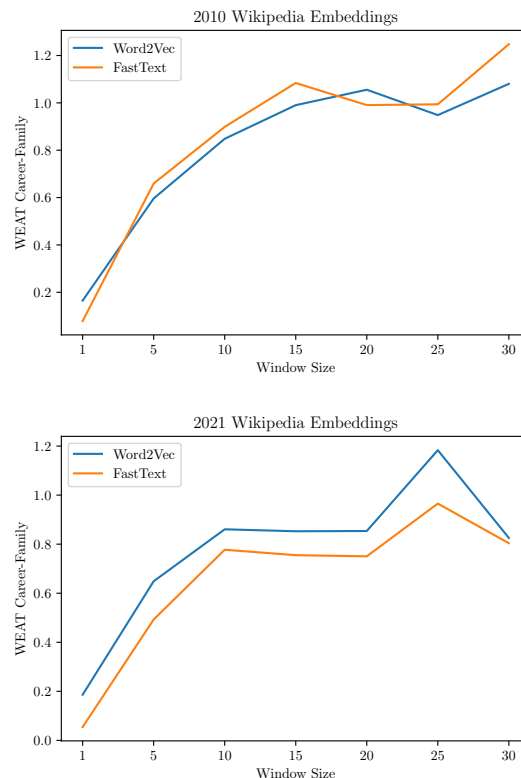 2010 Wikipedia Embeddings
Word2Vec
FastText
WEAT Career-Family
1.2
1.0
0.8
0.6
0.4
0.2
1 5 10 15 20 25 30
Window Size
2021 Wikipedia Embeddings
Word2Vec
FastText
WEAT Career-Family
1.2
1.0
0.8
0.6
0.4
0.2
0.0
1 5 10 15 20 25 30
Window Size